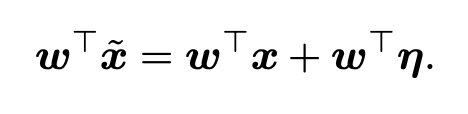 𝒘⊤𝒙̃ = 𝒘⊤𝒙 + 𝒘⊤𝜼.